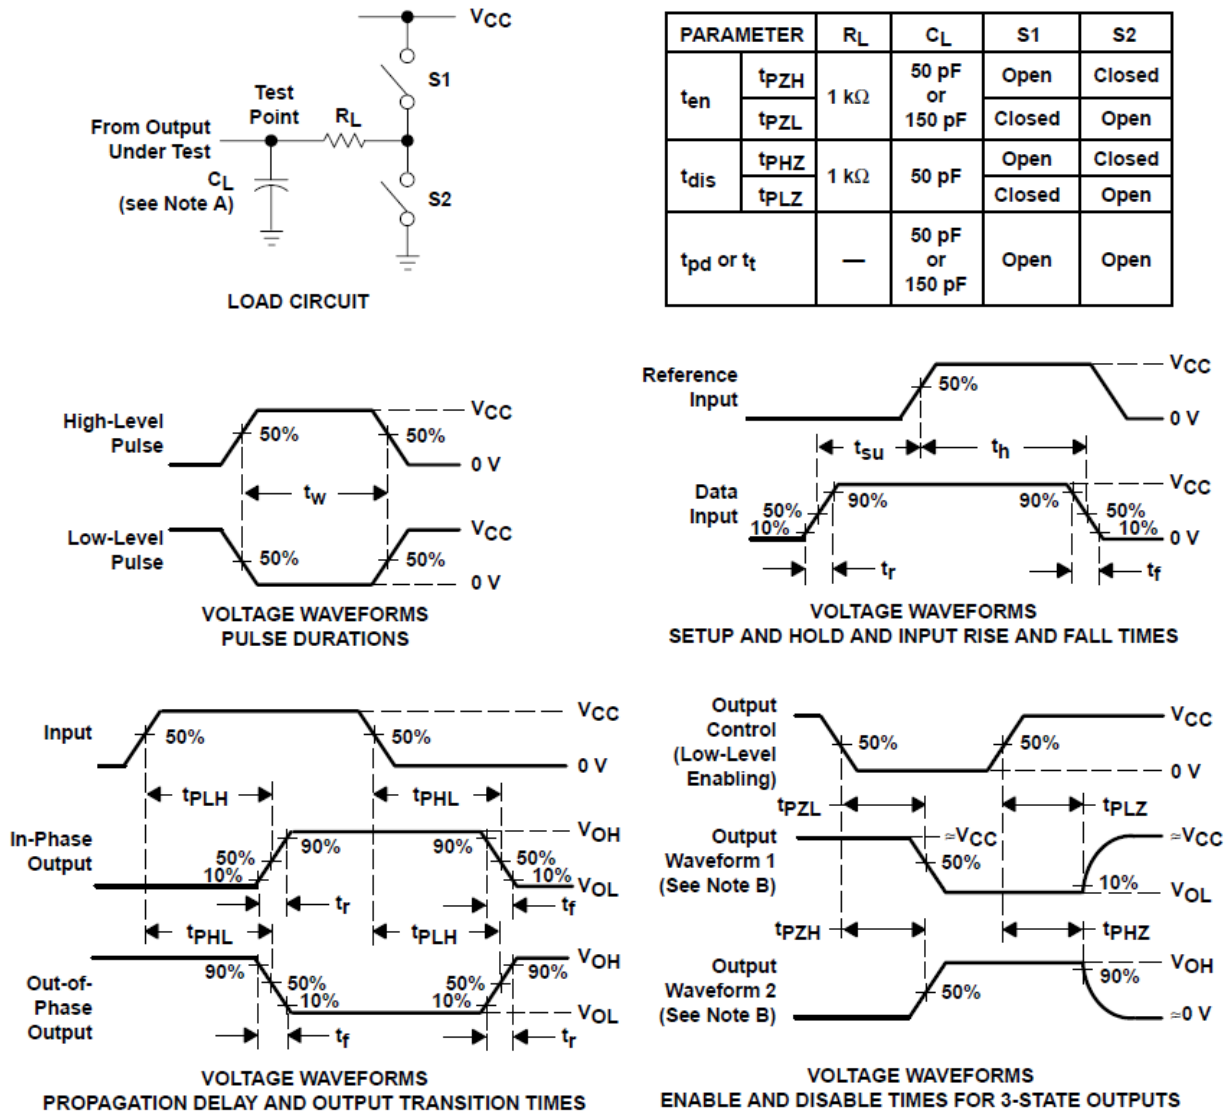 VCC
S1
Test
Point
RL
From Output
Under Test
CL
(see Note A)
S2
LOAD CIRCUIT
PARAMETER RL CL S1 S2
ten tPZH 1 kΩ 50 pF or 150 pF Open Closed
tPZL Closed Open
tdis tPHZ 1 kΩ 50 pF Open Closed
tPLZ Closed Open
tpd or tt — 50 pF or 150 pF Open Open
High-Level
Pulse
50%
50%
VCC
0 V
tw
Low-Level
Pulse
50%
50%
VCC
0 V
VOLTAGE WAVEFORMS
PULSE DURATIONS
Reference
Input
50%
VCC
0 V
tsu
th
Data
Input
50%
10%
90%
90%
50%
10%
VCC
0 V
tr
tf
VOLTAGE WAVEFORMS
SETUP AND HOLD AND INPUT RISE AND FALL TIMES
Input
50%
50%
VCC
0 V
tPLH
tPHL
In-Phase
Output
50%
10%
90%
90%
50%
10%
VOH
VOL
tr
tf
tPHL
tPLH
Out-of-
Phase
Output
90%
50%
10%
50%
10%
90%
VOH
VOL
tf
tr
VOLTAGE WAVEFORMS
PROPAGATION DELAY AND OUTPUT TRANSITION TIMES
Output
Control
(Low-Level
Enabling)
50%
50%
VCC
0 V
tPZL
tPLZ
Output
Waveform 1
(See Note B)
≈VCC
50%
≈VCC
10%
VOL
tPZH
tPHZ
Output
Waveform 2
(See Note B)
50%
VOH
90%
≈0 V
VOLTAGE WAVEFORMS
ENABLE AND DISABLE TIMES FOR 3-STATE OUTPUTS